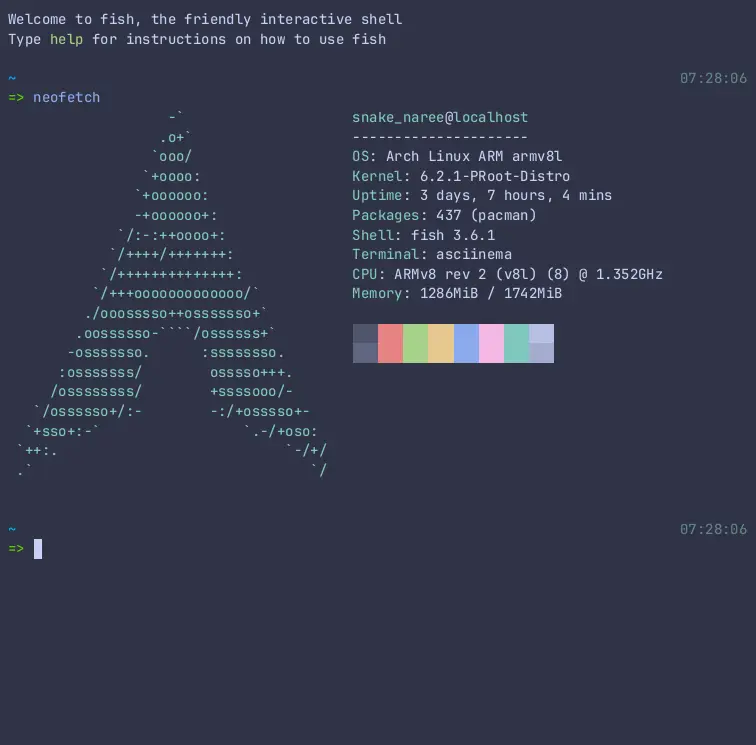 Welcome to fish, the friendly interactive shell
Type help for instructions on how to use fish
~ 07:28:06
=> neofetch
                   -`                    snake_naree@localhost
                  .o+`                   ---------------------
                 `ooo/                   OS: Arch Linux ARM armv8l
                `+oooo:                  Kernel: 6.2.1-PRoot-Distro
               `+oooooo:                 Uptime: 3 days, 7 hours, 4 mins
               -+oooooo+:                Packages: 437 (pacman)
             `/:-:++oooo+:               Shell: fish 3.6.1
            `/++++/+++++++:              Terminal: asciinema
           `/++++++++++++++:             CPU: ARMv8 rev 2 (v8l) (8) @ 1.352GHz
          `/+++ooooooooooooo/`           Memory: 1286MiB / 1742MiB
         ./ooosssso++osssssso+`
        .oossssso-````/ossssss+`
       -osssssso.      :ssssssso.
      :osssssss/        osssso+++.
     /ossssssss/        +ssssooo/-
   `/ossssso+/:-        -:/+osssso+-
  `+sso+:-`                 `.-/+oso:
 `++:.                           `-/+/
 .`                                 `/
~ 07:28:06
=>